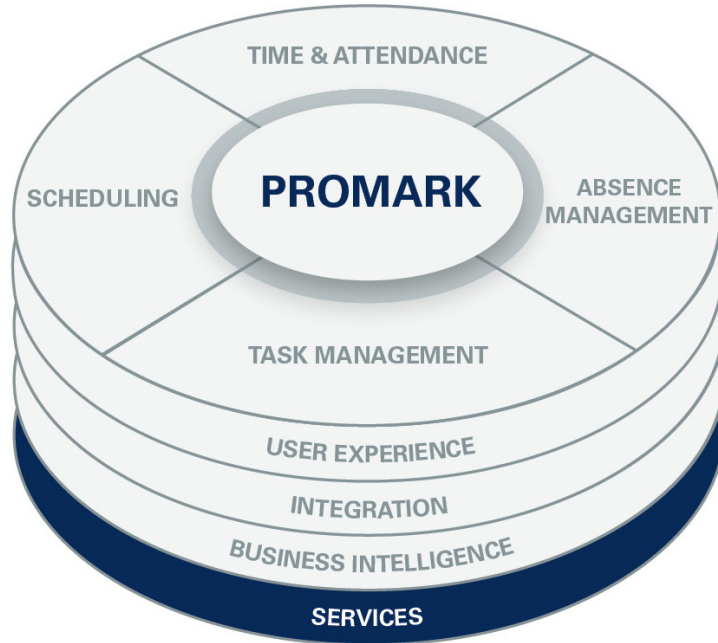 TIME & ATTENDANCE
SCHEDULING
PROMARK
ABSENCE
MANAGEMENT
TASK MANAGEMENT
USER EXPERIENCE
INTEGRATION
BUSINESS INTELLIGENCE
SERVICES